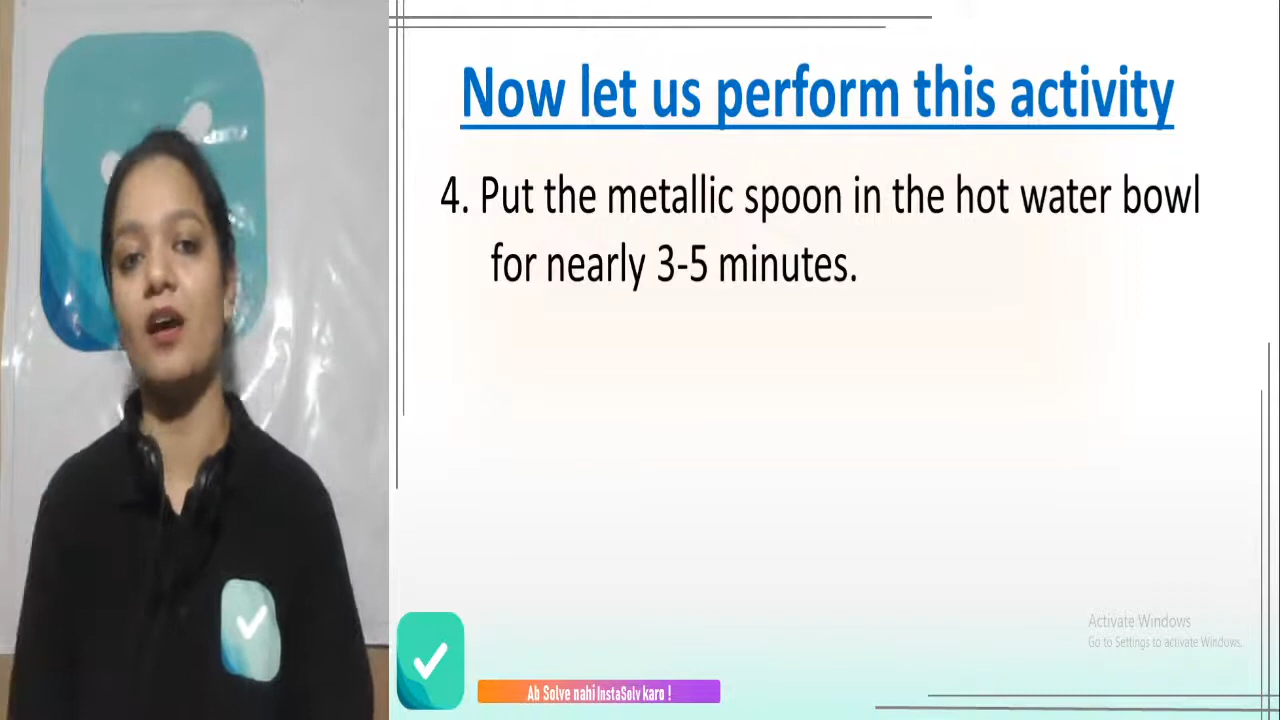 Now let us perform this activity
4. Put the metallic spoon in the hot water bowl
for nearly 3-5 minutes.
Activate Windows
Go to Settings to activate Windows.
Ab Solve nahi InstaSolv karo !